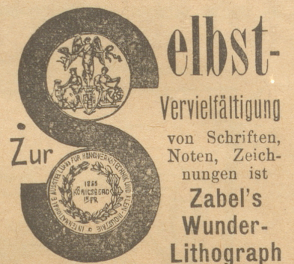 Zur
Selbst-
Vervielfältigung
von Schriften,
Noten, Zeich-
nungen ist
Zabel's
Wunder-
Lithograph